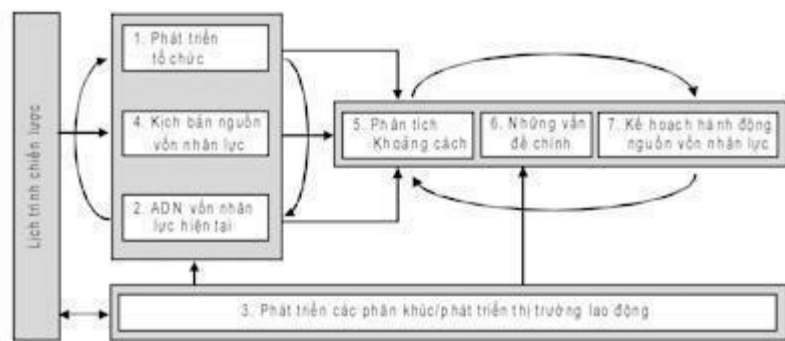 Lịch trình chiến lược
1. Phát triển
tổ chức
4. Kịch bản nguồn
vốn nhân lực
2. ADN vốn nhân
lực hiện tại
5. Phân tích
Khoảng cách
6. Những vấn
đề chính
7. Kế hoạch hành động
nguồn vốn nhân lực
3. Phát triển các phân khúc/phát triển thị trường lao động